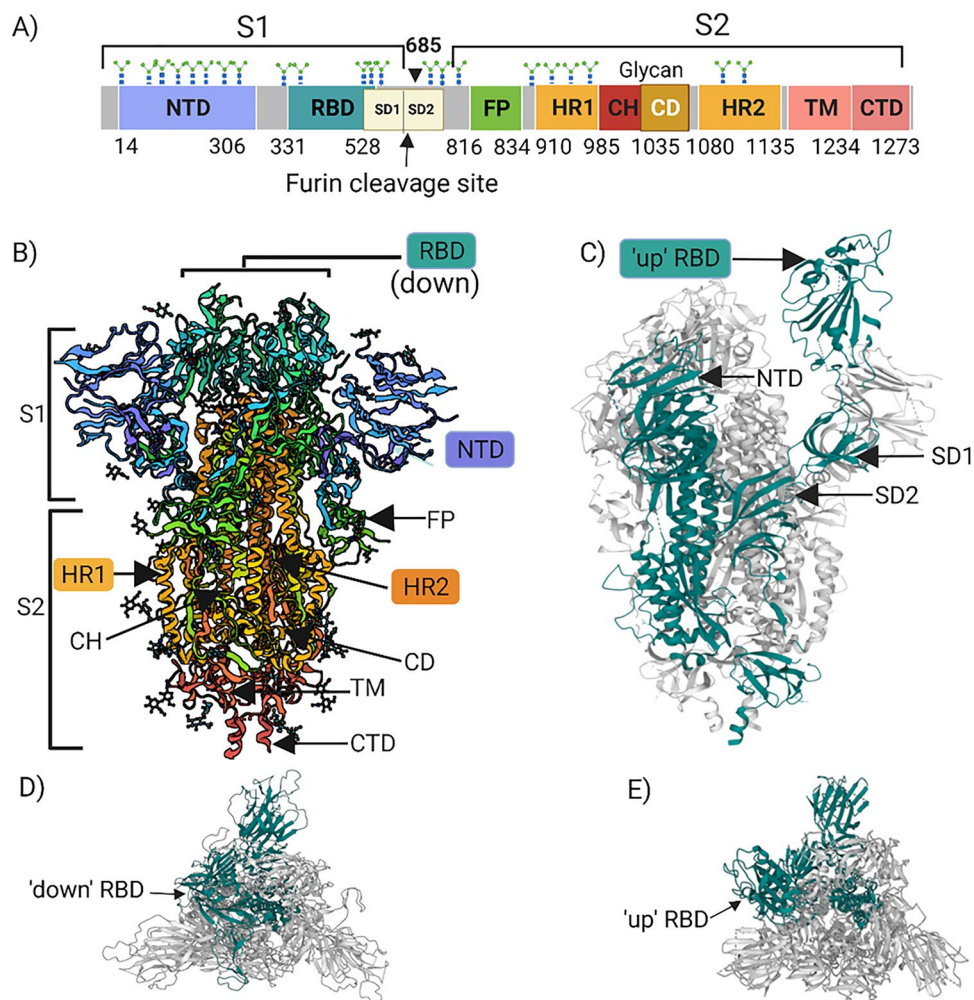 A)
S1
685
S2
Glycan
NTD
RBD
SD1
SD2
FP
HR1
CH
CD
HR2
TM
CTD
14 306 331 528 816 834 910 985 1035 1080 1135 1234 1273
Furin cleavage site
B)
RBD
(down)
C)
'up' RBD
S1
NTD
NTD
SD1
SD2
FP
HR1
HR2
S2
CH
CD
TM
CTD
D)
E)
'down' RBD
'up' RBD